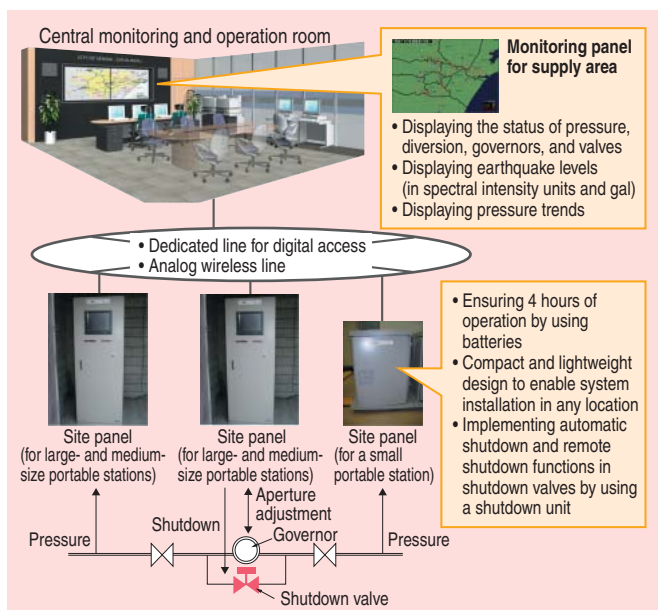 Central monitoring and operation room
Monitoring panel
for supply area
• Displaying the status of pressure,
diversion, governors, and valves
• Displaying earthquake levels
(in spectral intensity units and gal)
• Displaying pressure trends
• Dedicated line for digital access
• Analog wireless line
• Ensuring 4 hours of
operation by using
batteries
• Compact and lightweight
design to enable system
installation in any location
• Implementing automatic
shutdown and remote
shutdown functions in
shutdown valves by using
a shutdown unit
Site panel
(for large- and medium-
size portable stations)
Site panel
(for large- and medium-
size portable stations)
Site panel
(for a small
portable station)
Aperture
adjustment
Shutdown
Governor
Pressure
Pressure
Shutdown valve